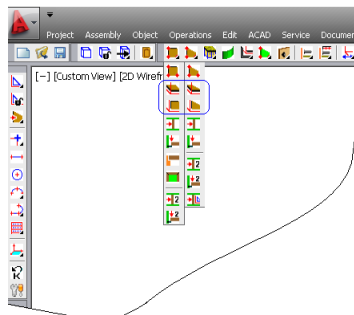 Project Assembly Object Operations Edit ACAD Service Documen
[−] [Custom View] [2D Wirefr